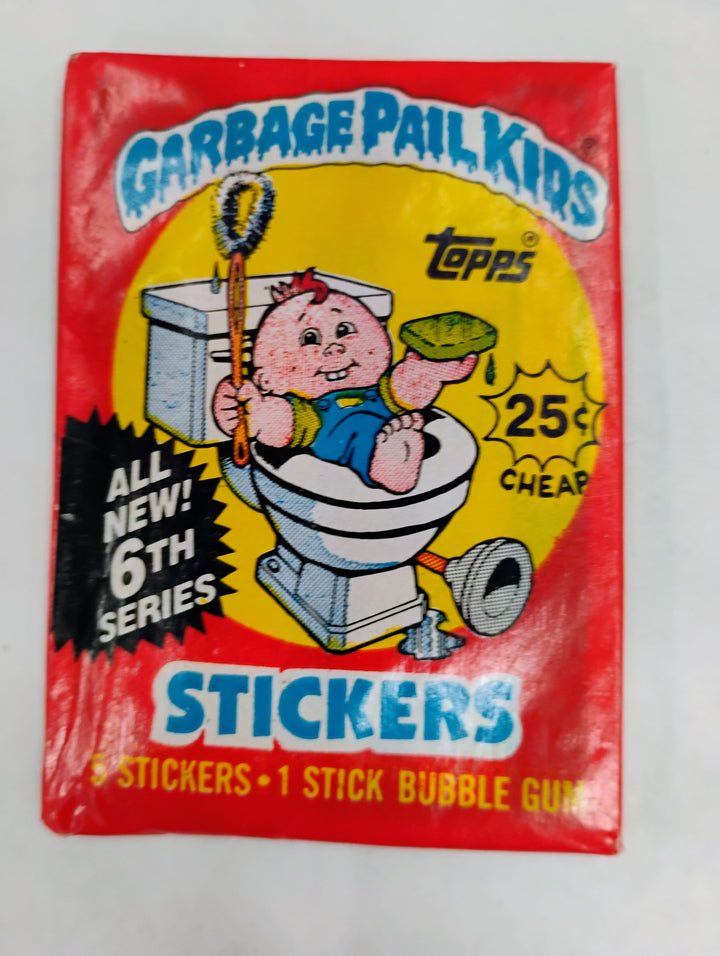 GARBAGE PAIL KIDS®
TOPPS®
25¢
CHEAP
ALL
NEW!
6TH
SERIES
STICKERS
5 STICKERS • 1 STICK BUBBLE GUM